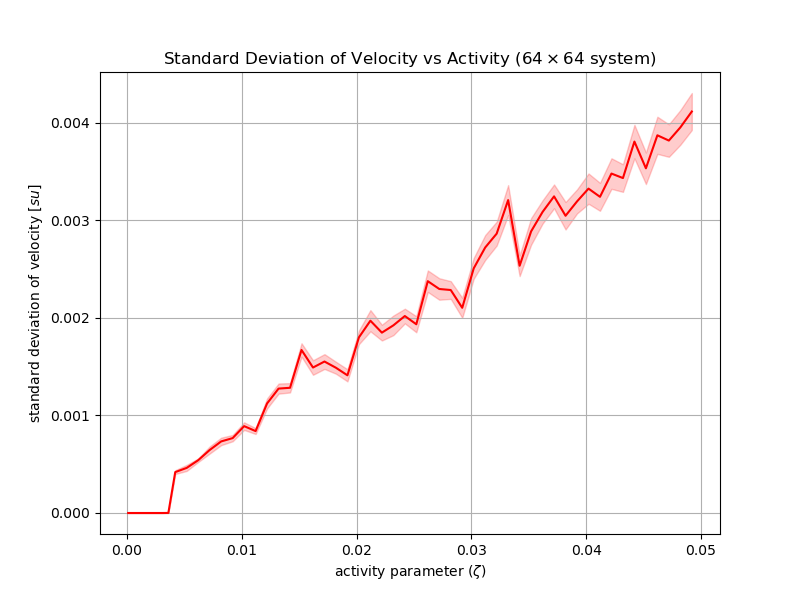 Standard Deviation of Velocity vs Activity (64 × 64 system)
standard deviation of velocity [su]
0.004
0.003
0.002
0.001
0.000
0.00 0.01 0.02 0.03 0.04 0.05
activity parameter (ζ)